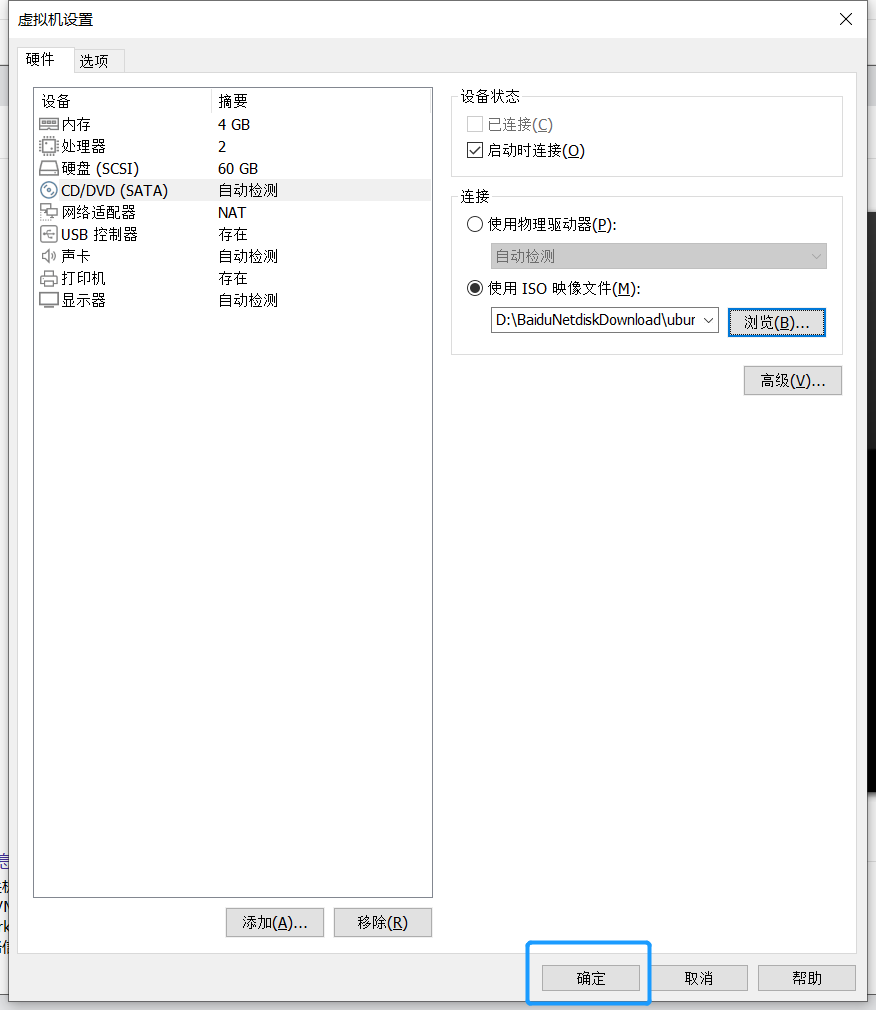 虚拟机设置
硬件 选项
设备 摘要
内存 4 GB
处理器 2
硬盘 (SCSI) 60 GB
CD/DVD (SATA) 自动检测
网络适配器 NAT
USB 控制器 存在
声卡 自动检测
打印机 存在
显示器 自动检测
添加(A)... 移除(R)
设备状态
已连接(C)
启动时连接(O)
连接
使用物理驱动器(P):
自动检测
使用 ISO 映像文件(M):
D:\BaiduNetdiskDownload\ubur 浏览(B)...
高级(V)...
确定 取消 帮助